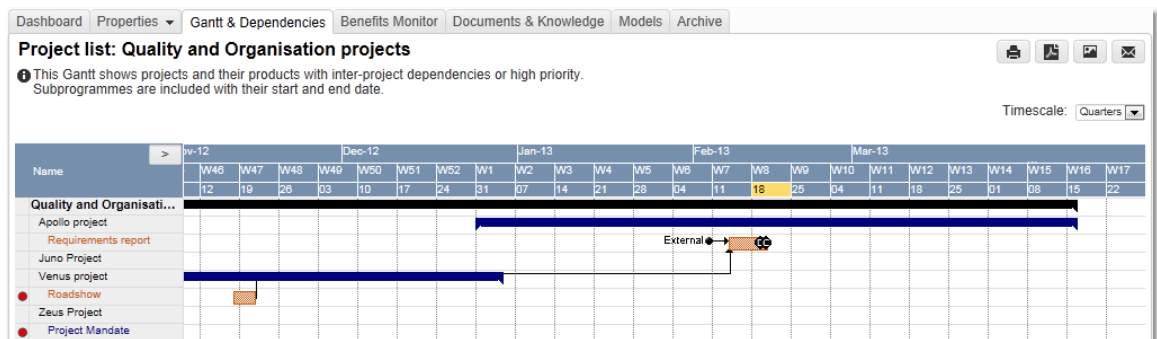 Dashboard Properties Gantt & Dependencies Benefits Monitor Documents & Knowledge Models Archive
Project list: Quality and Organisation projects
This Gantt shows projects and their products with inter-project dependencies or high priority.
Subprogrammes are included with their start and end date.
Timescale: Quarters
> ov-12 Dec-12 Jan-13 Feb-13 Mar-13
Name W46 W47 W48 W49 W50 W51 W52 W1 W2 W3 W4 W5 W6 W7 W8 W9 W10 W11 W12 W13 W14 W15 W16 W17
12 19 26 03 10 17 24 31 07 14 21 28 04 11 18 25 04 11 18 25 01 08 15 22
Quality and Organisati...
Apollo project
Requirements report External CC
Juno Project
Venus project
Roadshow
Zeus Project
Project Mandate